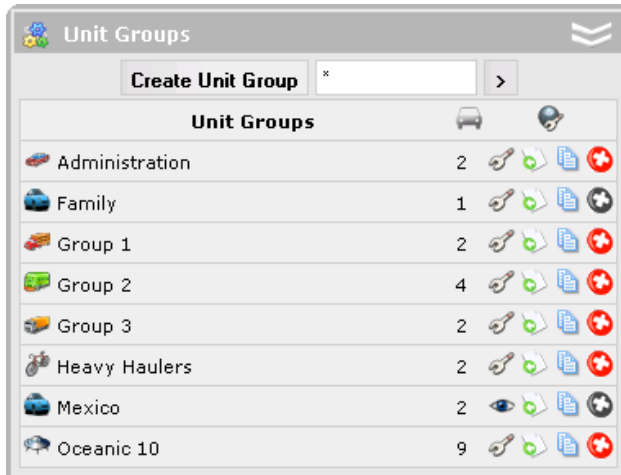 Unit Groups
Create Unit Group * >
Unit Groups
Administration 2
Family 1
Group 1 2
Group 2 4
Group 3 2
Heavy Haulers 2
Mexico 2
Oceanic 10 9